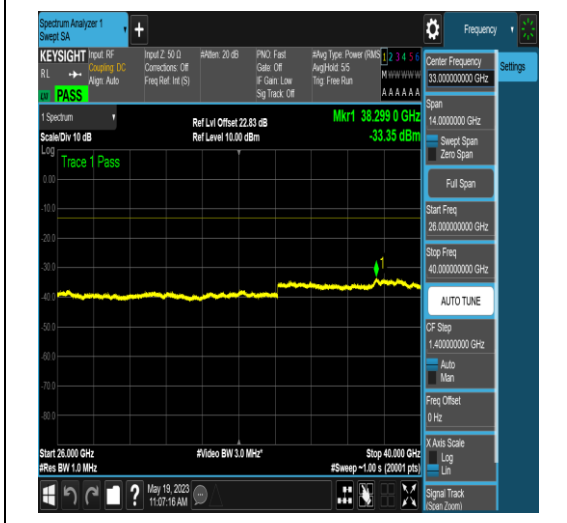 Spectrum Analyzer 1
Swept SA
+
Frequency
KEYSIGHT
RL
PASS
Input: RF
Coupling: DC
Align: Auto
Input Z: 50 Ω
Corrections: Off
Freq Ref: Int (S)
#Atten: 20 dB
PNO: Fast
Gate: Off
IF Gain: Low
Sig Track: Off
#Avg Type: Power (RMS
Avg|Hold: 5/5
Trig: Free Run
1 2 3 4 5 6
M W W W W W
A A A A A A
1 Spectrum
Scale/Div 10 dB
Ref Lvl Offset 22.83 dB
Ref Level 10.00 dBm
Mkr1 38.299 0 GHz
-33.35 dBm
Log
Trace 1 Pass
0.00
-10.0
-20.0
-30.0
-40.0
-50.0
-60.0
-70.0
-80.0
1
Start 26.000 GHz
#Res BW 1.0 MHz
#Video BW 3.0 MHz*
Stop 40.000 GHz
#Sweep ~1.00 s (20001 pts)
May 19, 2023
11:07:16 AM
?
Settings
Center Frequency
33.000000000 GHz
Span
14.0000000 GHz
Swept Span
Zero Span
Full Span
Start Freq
26.000000000 GHz
Stop Freq
40.000000000 GHz
AUTO TUNE
CF Step
1.400000000 GHz
Auto
Man
Freq Offset
0 Hz
X Axis Scale
Log
Lin
Signal Track
(Span Zoom)